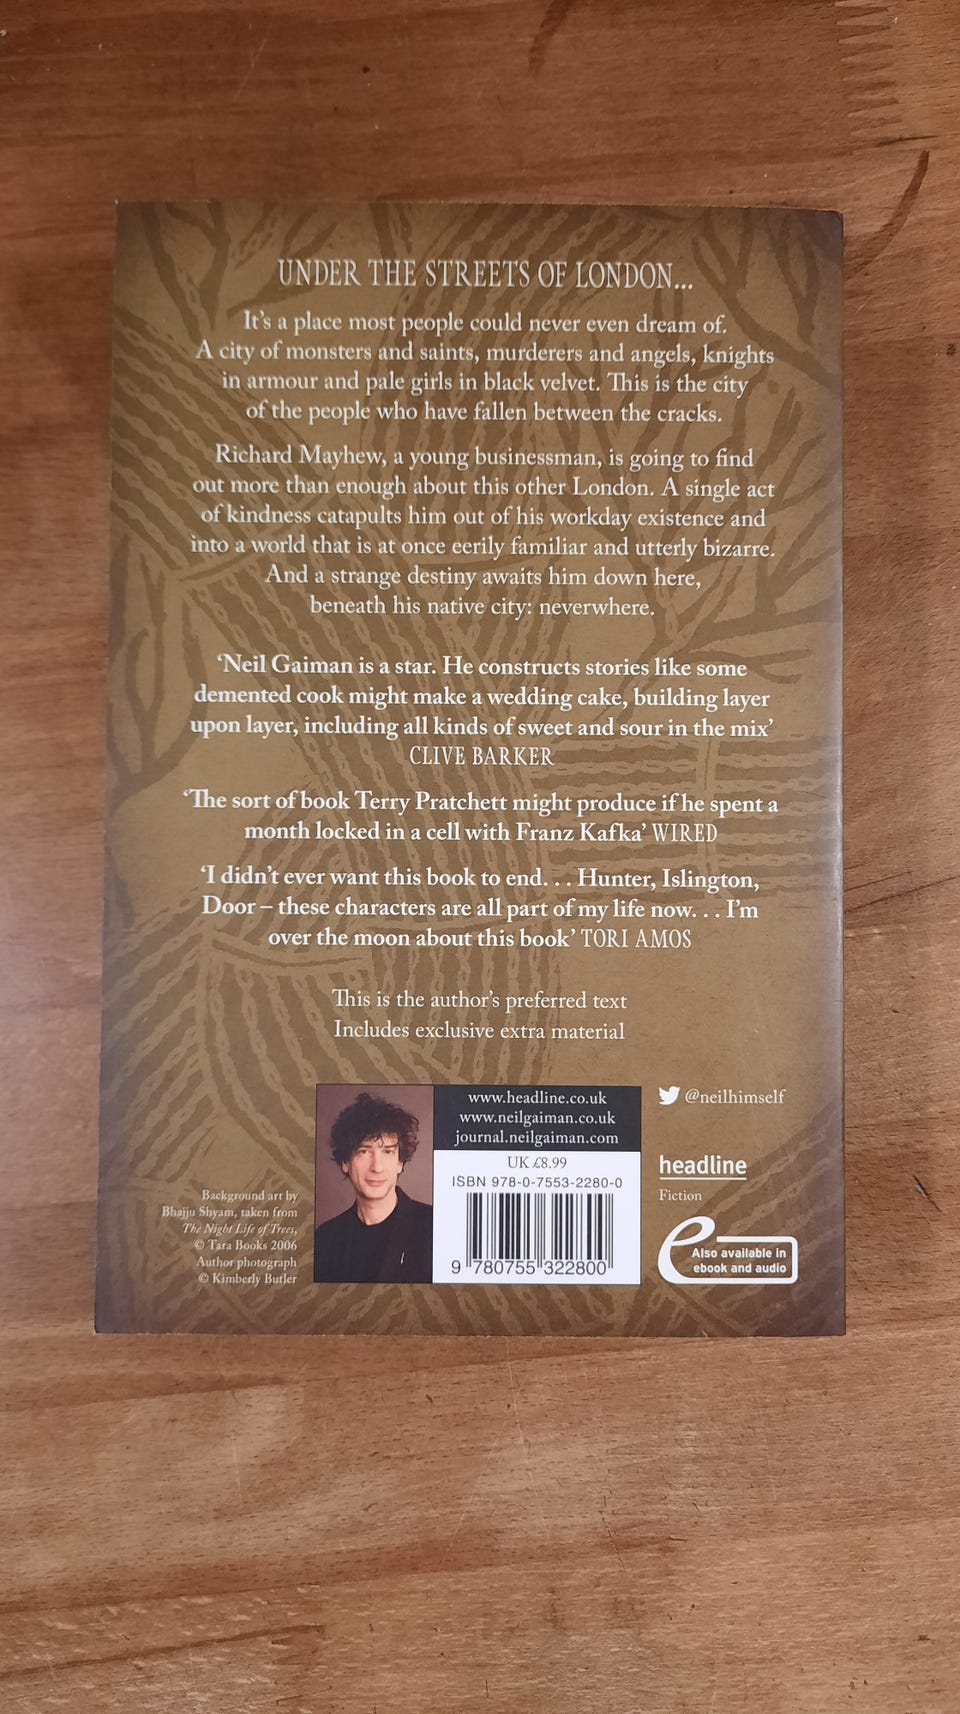 UNDER THE STREETS OF LONDON...
It's a place most people could never even dream of.
A city of monsters and saints, murderers and angels, knights
in armour and pale girls in black velvet. This is the city
of the people who have fallen between the cracks.
Richard Mayhew, a young businessman, is going to find
out more than enough about this other London. A single act
of kindness catapults him out of his workday existence and
into a world that is at once eerily familiar and utterly bizarre.
And a strange destiny awaits him down here,
beneath his native city: neverwhere.
‘Neil Gaiman is a star. He constructs stories like some
demented cook might make a wedding cake, building layer
upon layer, including all kinds of sweet and sour in the mix’
CLIVE BARKER
‘The sort of book Terry Pratchett might produce if he spent a
month locked in a cell with Franz Kafka’ WIRED
‘I didn’t ever want this book to end. . . Hunter, Islington,
Door – these characters are all part of my life now. . . I’m
over the moon about this book’ TORI AMOS
This is the author’s preferred text
Includes exclusive extra material
Background art by
Bhajju Shyam, taken from
The Night Life of Trees,
© Tara Books 2006
Author photograph
© Kimberly Butler
www.headline.co.uk
www.neilgaiman.co.uk
journal.neilgaiman.com
UK £8.99
ISBN 978-0-7553-2280-0
9 780755 322800
@neilhimself
headline
Fiction
e
Also available in
ebook and audio